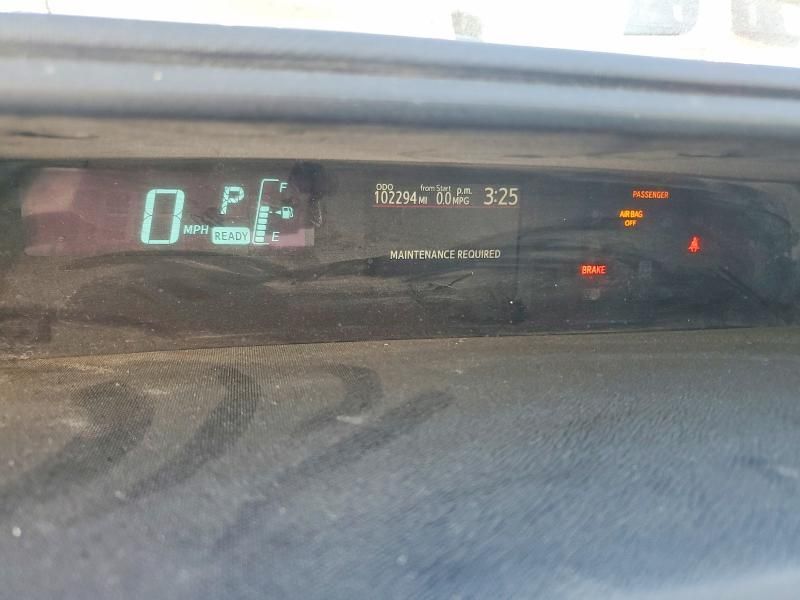 0 MPH
P
READY
F
E
ODO
102294 MI
from Start
0.0 MPG
p.m.
3:25
MAINTENANCE REQUIRED
PASSENGER
AIR BAG
OFF
BRAKE